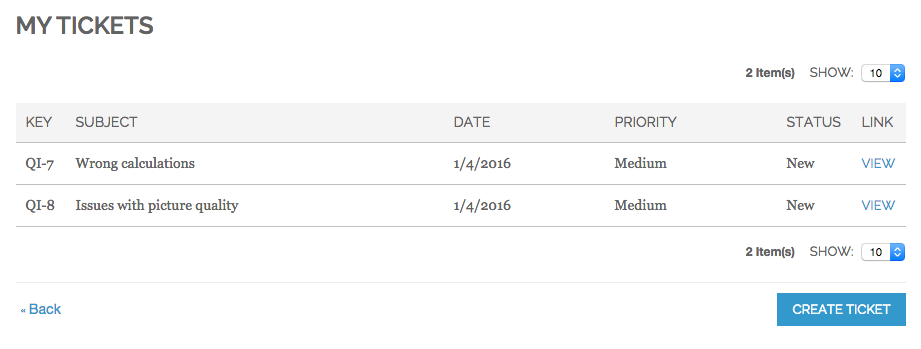 MY TICKETS
2 Item(s) SHOW: 10
KEY SUBJECT DATE PRIORITY STATUS LINK
QI-7 Wrong calculations 1/4/2016 Medium New VIEW
QI-8 Issues with picture quality 1/4/2016 Medium New VIEW
2 Item(s) SHOW: 10
« Back CREATE TICKET